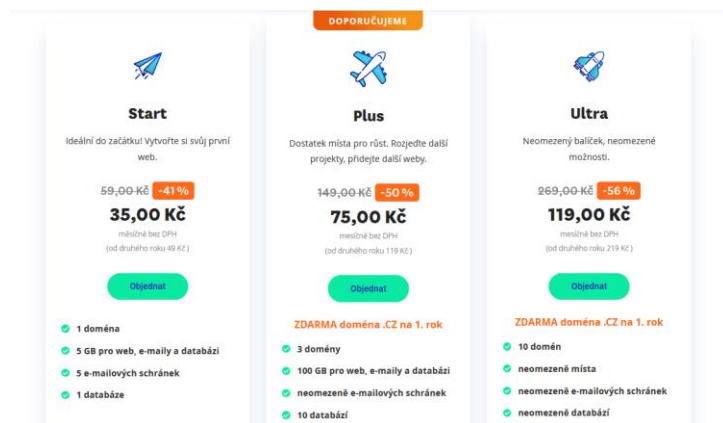 DOPORUČUJEME
Start
Ideální do začátku! Vytvořte si svůj první
web.
59,00 Kč -41 %
35,00 Kč
měsíčně bez DPH
(od druhého roku 49 Kč )
Objednat
1 doména
5 GB pro web, e-maily a databázi
5 e-mailových schránek
1 databáze
Plus
Dostatek místa pro růst. Rozjeďte další
projekty, přidejte další weby.
149,00 Kč -50 %
75,00 Kč
měsíčně bez DPH
(od druhého roku 119 Kč )
Objednat
ZDARMA doména .CZ na 1. rok
3 domény
100 GB pro web, e-maily a databázi
neomezeně e-mailových schránek
10 databází
Ultra
Neomezený balíček, neomezené
možnosti.
269,00 Kč -56 %
119,00 Kč
měsíčně bez DPH
(od druhého roku 219 Kč )
Objednat
ZDARMA doména .CZ na 1. rok
10 domén
neomezeně místa
neomezeně e-mailových schránek
neomezeně databází